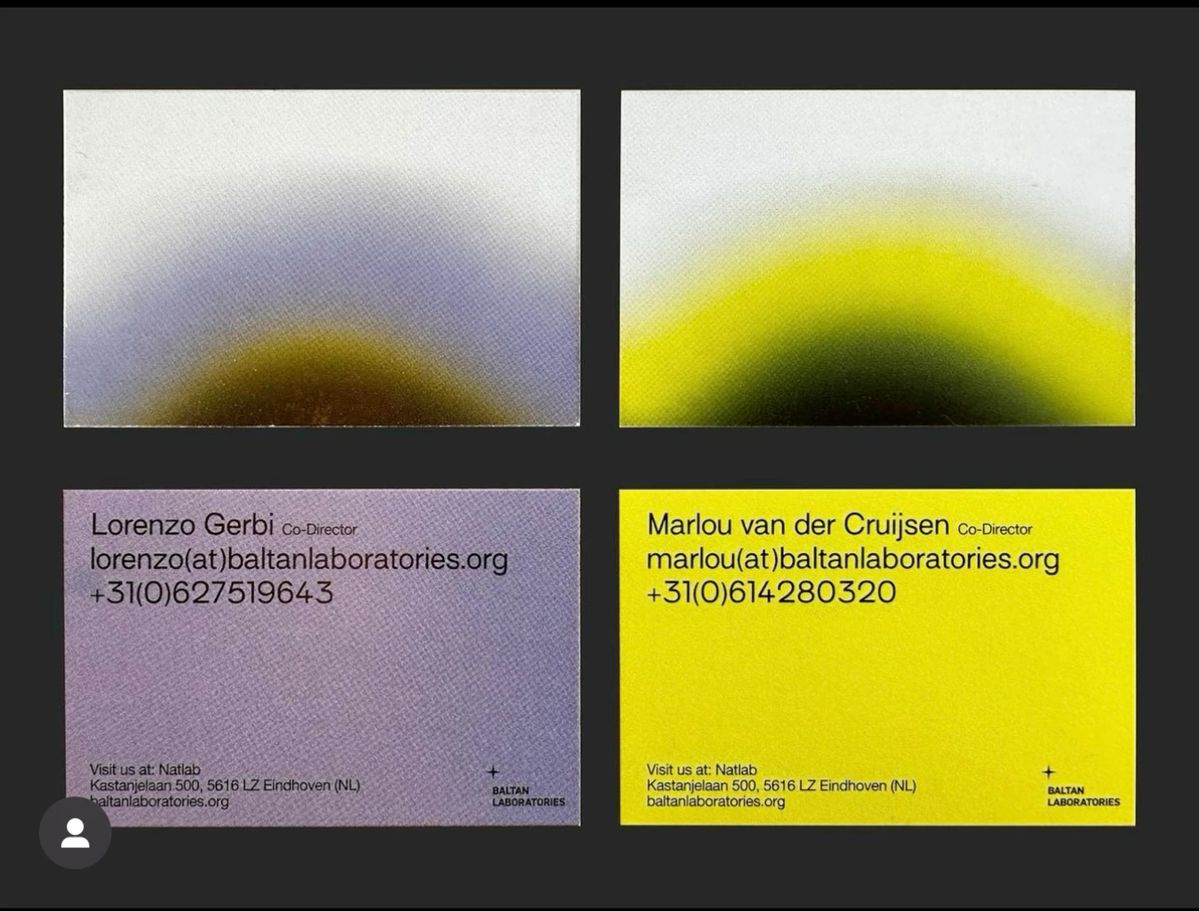 Lorenzo Gerbi Co-Director
lorenzo(at)baltanlaboratories.org
+31(0)627519643
Visit us at: Natlab
Kastanjelaan 500, 5616 LZ Eindhoven (NL)
baltanlaboratories.org
BALTAN
LABORATORIES
Marlou van der Cruijsen Co-Director
marlou(at)baltanlaboratories.org
+31(0)614280320
Visit us at: Natlab
Kastanjelaan 500, 5616 LZ Eindhoven (NL)
baltanlaboratories.org
BALTAN
LABORATORIES